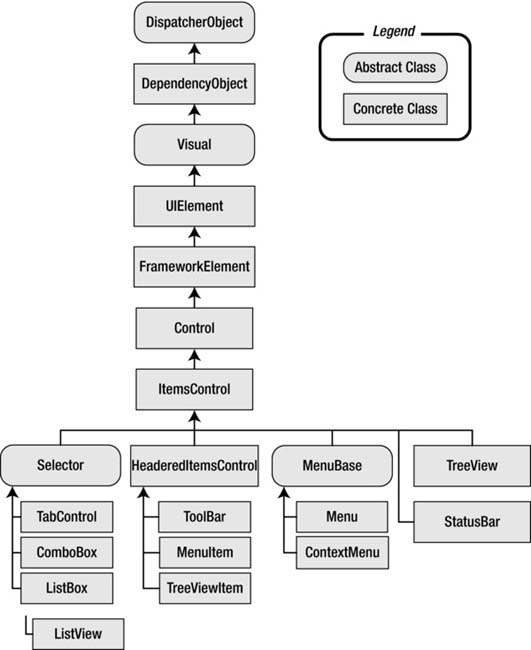 DispatcherObject
Legend
Abstract Class
Concrete Class
DependencyObject
Visual
UIElement
FrameworkElement
Control
ItemsControl
Selector
HeaderedItemsControl
MenuBase
TreeView
TabControl
ToolBar
Menu
StatusBar
ComboBox
MenuItem
ContextMenu
ListBox
TreeViewItem
ListView